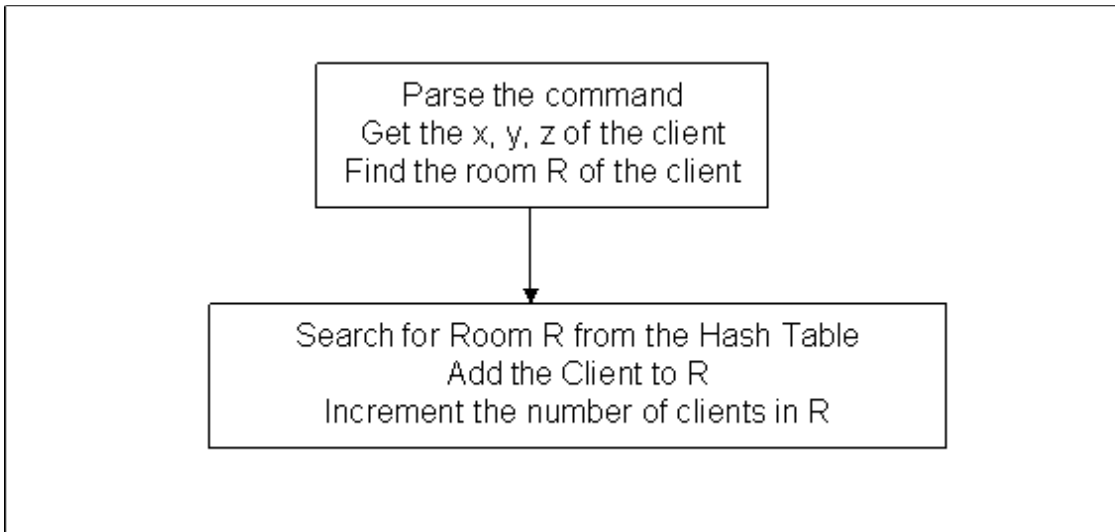 Parse the command
Get the x, y, z of the client
Find the room R of the client
Search for Room R from the Hash Table
Add the Client to R
Increment the number of clients in R